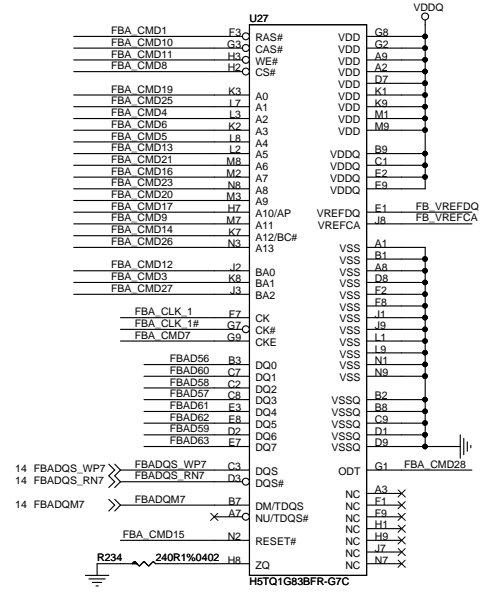 VDDQ
U27
FBA_CMD1 F3 RAS#
FBA_CMD10 G3 CAS#
FBA_CMD11 H3 WE#
FBA_CMD8 H2 CS#
FBA_CMD19 K3 A0
FBA_CMD25 L7 A1
FBA_CMD4 L3 A2
FBA_CMD6 K2 A3
FBA_CMD5 L8 A4
FBA_CMD13 L2 A5
FBA_CMD21 M8 A6
FBA_CMD16 M2 A7
FBA_CMD23 N8 A8
FBA_CMD20 M3 A9
FBA_CMD17 H7 A10/AP
FBA_CMD9 M7 A11
FBA_CMD14 K7 A12/BC#
FBA_CMD26 N3 A13
FBA_CMD12 J2 BA0
FBA_CMD3 K8 BA1
FBA_CMD27 J3 BA2
FBA_CLK_1 F7 CK
FBA_CLK_1# G7 CK#
FBA_CMD7 G9 CKE
FBAD56 B3 DQ0
FBAD60 C7 DQ1
FBAD58 C2 DQ2
FBAD57 C8 DQ3
FBAD61 E3 DQ4
FBAD62 E8 DQ5
FBAD59 D2 DQ6
FBAD63 E7 DQ7
14 FBADQS_WP7 FBADQS_WP7 C3 DQS
14 FBADQS_RN7 FBADQS_RN7 D3 DQS#
14 FBADQM7 FBADQM7 B7 DM/TDQS
A7 NU/TDQS#
FBA_CMD15 N2 RESET#
R234 240R1%0402 H8 ZQ
VDD G8
VDD G2
VDD A9
VDD A2
VDD D7
VDD K1
VDD K9
VDD M1
VDD M9
VDDQ B9
VDDQ C1
VDDQ E2
VDDQ E9
VREFDQ E1 FB_VREFDQ
VREFCA J8 FB_VREFCA
VSS A1
VSS B1
VSS A8
VSS D8
VSS F2
VSS F8
VSS J1
VSS J9
VSS L1
VSS L9
VSS N1
VSS N9
VSSQ B2
VSSQ B8
VSSQ C9
VSSQ D1
VSSQ D9
ODT G1 FBA_CMD28
NC A3
NC F1
NC F9
NC H1
NC H9
NC J7
NC N7
H5TQ1G83BFR-G7C